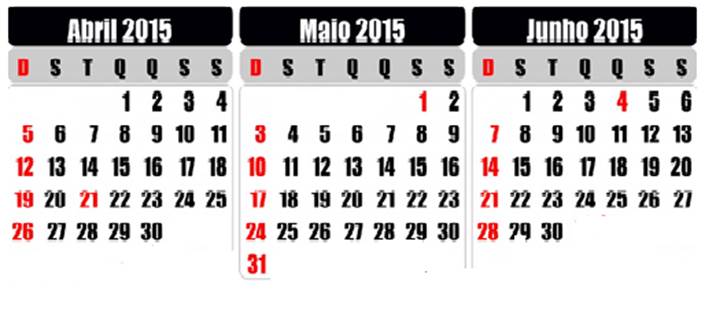 Abril 2015
D S T Q Q S S
1 2 3 4
5 6 7 8 9 10 11
12 13 14 15 16 17 18
19 20 21 22 23 24 25
26 27 28 29 30
Maio 2015
D S T Q Q S S
1 2
3 4 5 6 7 8 9
10 11 12 13 14 15 16
17 18 19 20 21 22 23
24 25 26 27 28 29 30
31
Junho 2015
D S T Q Q S S
1 2 3 4 5 6
7 8 9 10 11 12 13
14 15 16 17 18 19 20
21 22 23 24 25 26 27
28 29 30